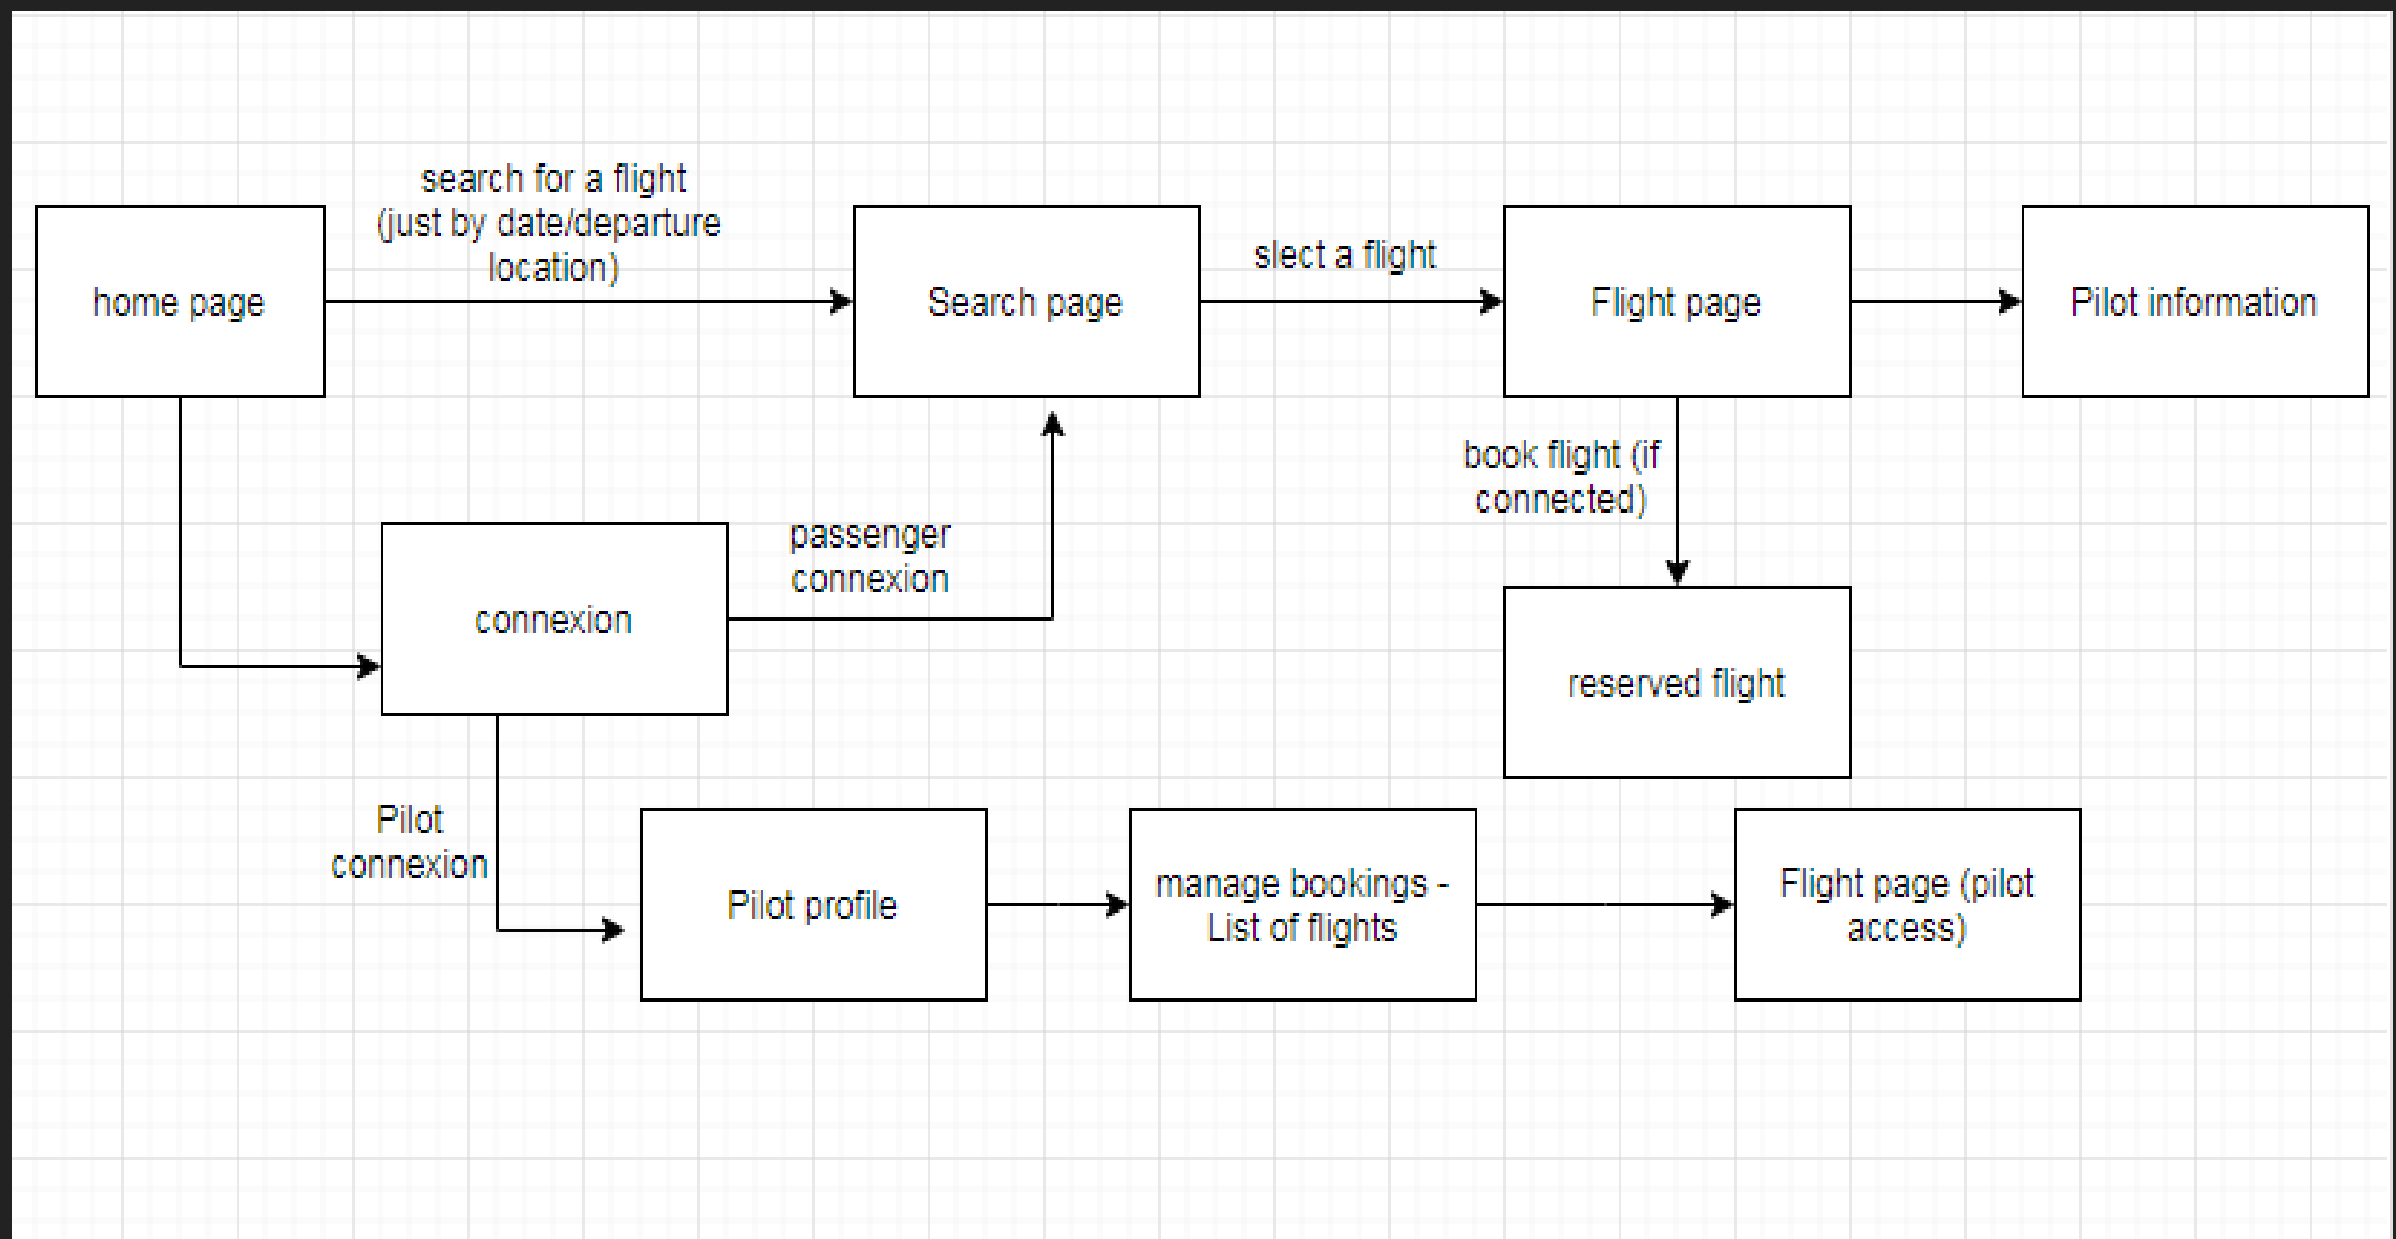 search for a flight
(just by date/departure
location)
home page
Search page
slect a flight
Flight page
Pilot information
book flight (if
connected)
passenger
connexion
connexion
reserved flight
Pilot
connexion
Pilot profile
manage bookings -
List of flights
Flight page (pilot
access)